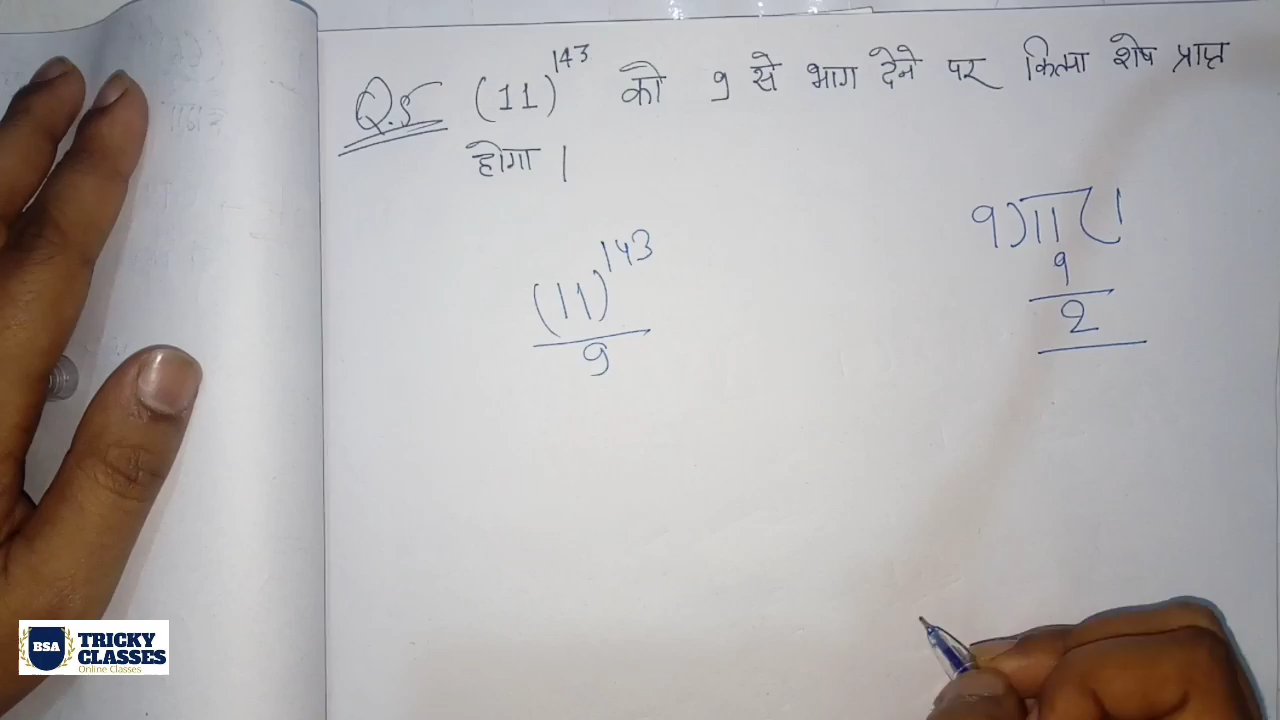 Q.5 (11)^143 को 9 से भाग देने पर कितना शेष प्राप्त
होगा |
9)11(1
9
2
(11)^143
9
BSA TRICKY
CLASSES
Online Classes